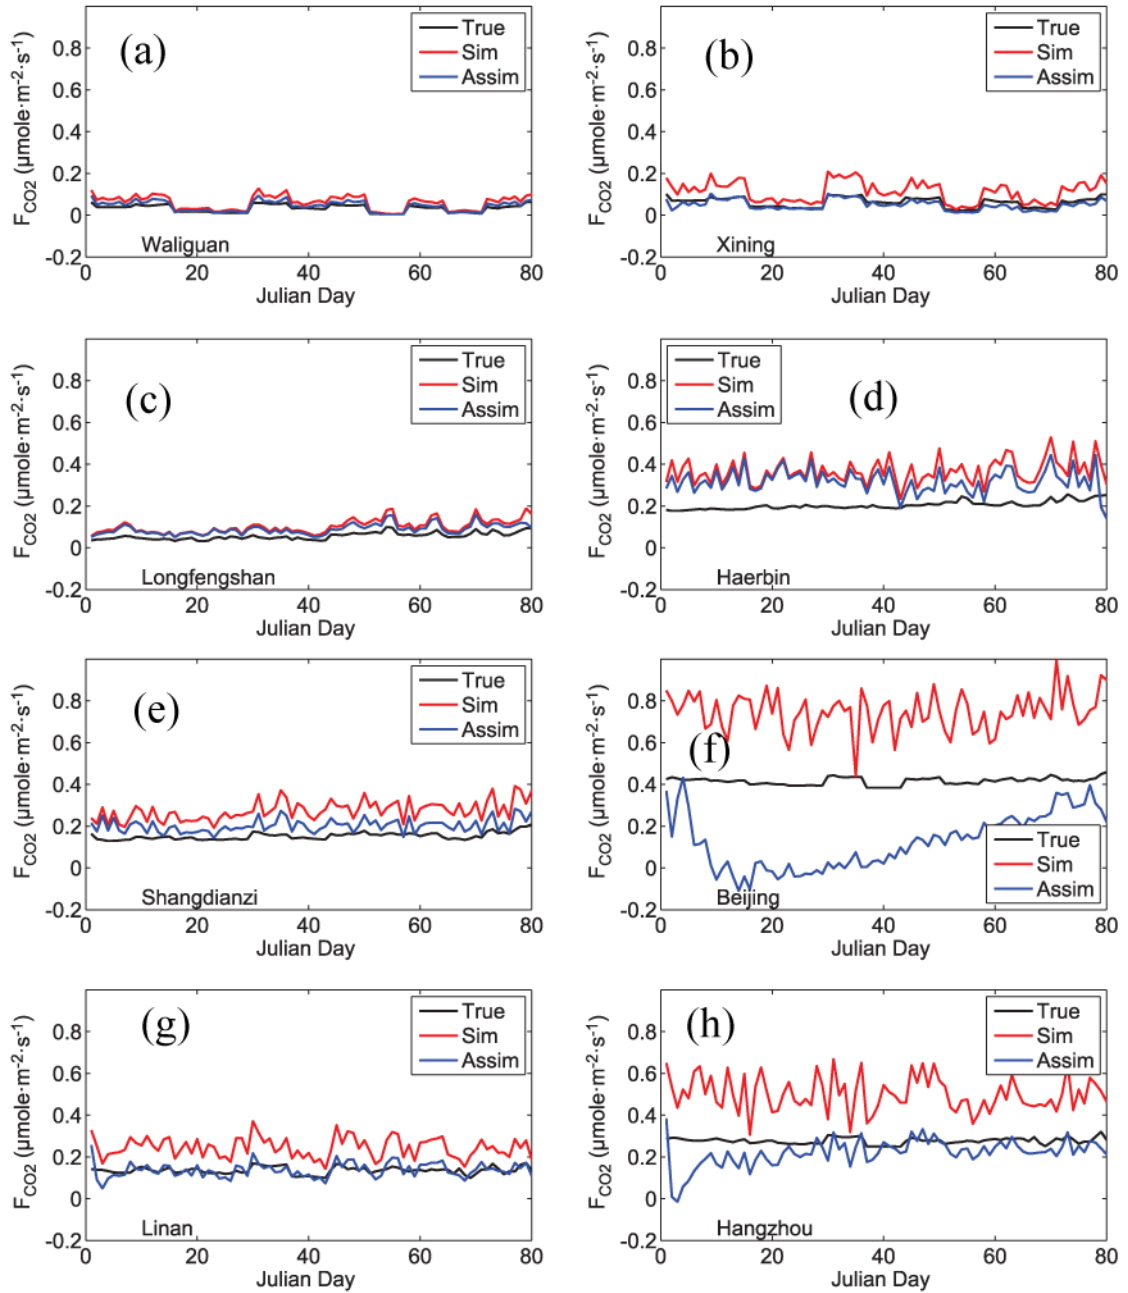 (a)
True
Sim
Assim
0.8
0.6
0.4
0.2
0
-0.2
F_CO2 (μmole·m⁻²·s⁻¹)
Waliguan
0 20 40 60 80
Julian Day
(b)
True
Sim
Assim
0.8
0.6
0.4
0.2
0
-0.2
F_CO2 (μmole·m⁻²·s⁻¹)
Xining
0 20 40 60 80
Julian Day
(c)
True
Sim
Assim
0.8
0.6
0.4
0.2
0
-0.2
F_CO2 (μmole·m⁻²·s⁻¹)
Longfengshan
0 20 40 60 80
Julian Day
(d)
True
Sim
Assim
0.8
0.6
0.4
0.2
0
-0.2
F_CO2 (μmole·m⁻²·s⁻¹)
Haerbin
0 20 40 60 80
Julian Day
(e)
True
Sim
Assim
0.8
0.6
0.4
0.2
0
-0.2
F_CO2 (μmole·m⁻²·s⁻¹)
Shangdianzi
0 20 40 60 80
Julian Day
(f)
True
Sim
Assim
0.8
0.6
0.4
0.2
0
-0.2
F_CO2 (μmole·m⁻²·s⁻¹)
Beijing
0 20 40 60 80
Julian Day
(g)
True
Sim
Assim
0.8
0.6
0.4
0.2
0
-0.2
F_CO2 (μmole·m⁻²·s⁻¹)
Linan
0 20 40 60 80
Julian Day
(h)
True
Sim
Assim
0.8
0.6
0.4
0.2
0
-0.2
F_CO2 (μmole·m⁻²·s⁻¹)
Hangzhou
0 20 40 60 80
Julian Day